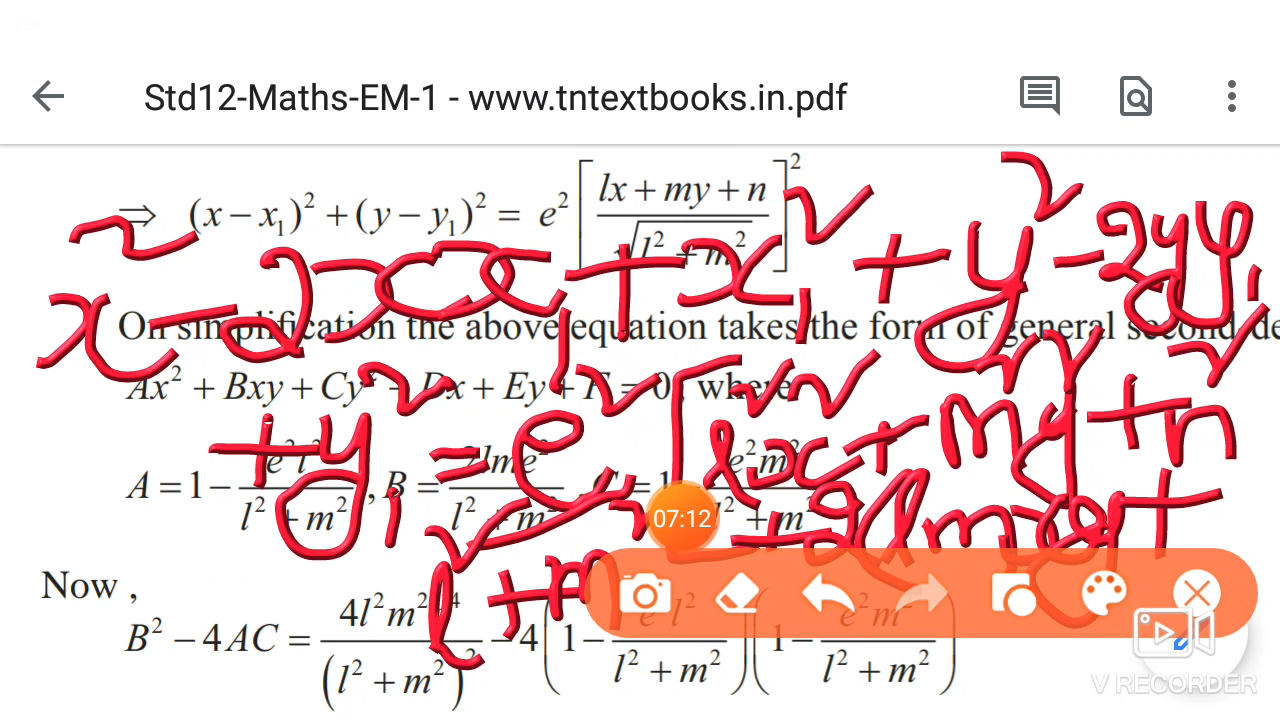 Std12-Maths-EM-1 - www.tntextbooks.in.pdf
⇒ (x − x₁)² + (y − y₁)² = e² [ (lx + my + n) / √(l² + m²) ]²
x² − 2xx₁ + x₁² + y² − 2yy₁
On simplification the above equation takes the form of general second de
Ax² + Bxy + Cy² + Dx + Ey + F = 0, where
+ y₁² = e² / (l² + m²) [ l²x² + m²y² + n²
+ 2lmxy +
A = 1 − e²l² / (l² + m²), B = 2lme² / (l² + m²), C = 1 − e²m² / (l² + m²)
07:12
Now ,
B² − 4AC = 4l²m²e⁴ / (l² + m²)² − 4 (1 − e²l² / (l² + m²)) (1 − e²m² / (l² + m²))
V RECORDER